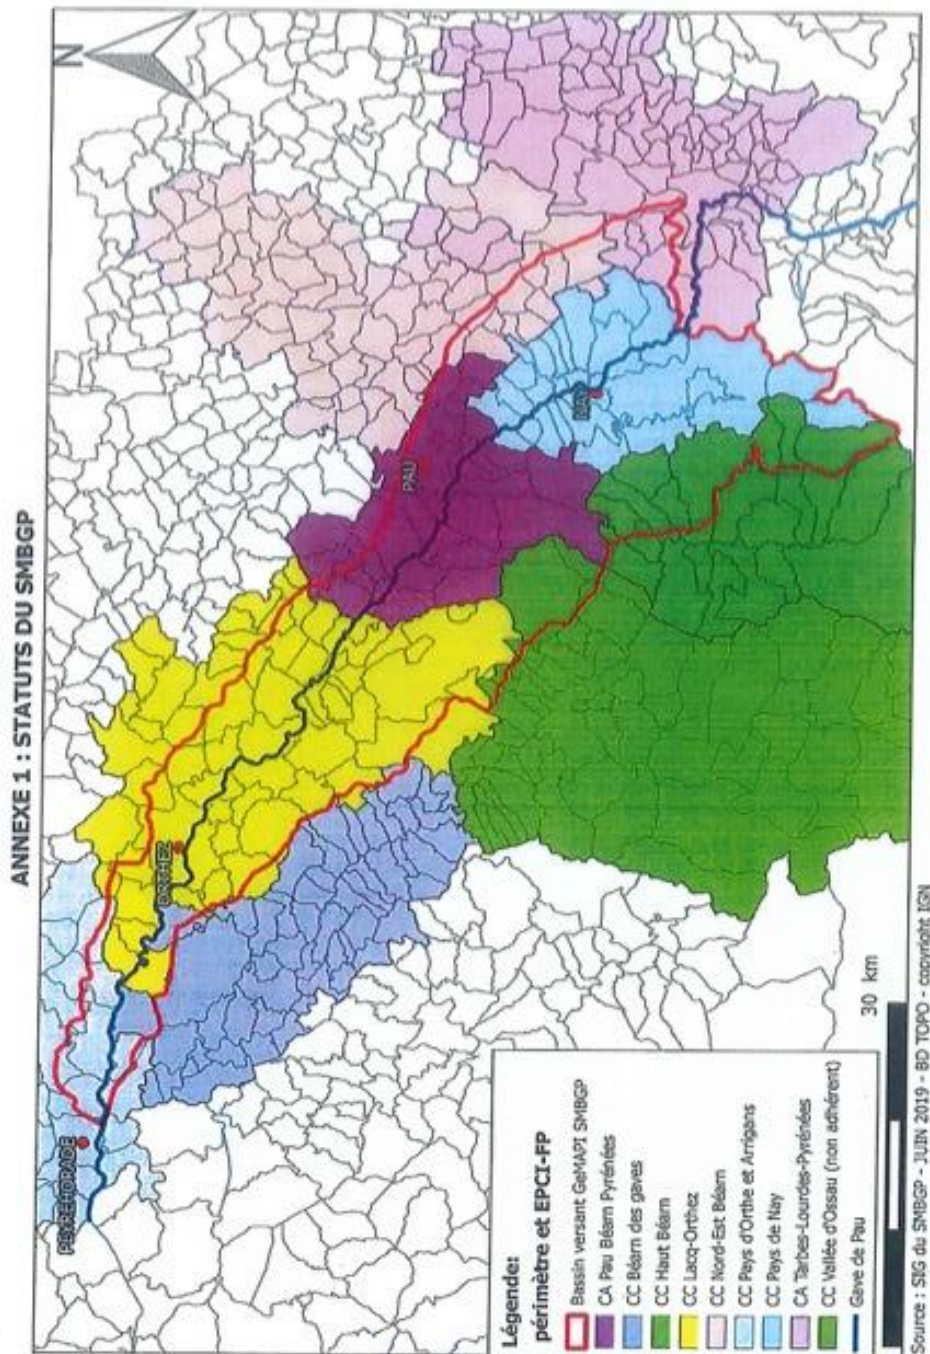 ANNEXE 1 : STATUTS DU SMBGP
N
PEYREHORADE
ORTHEZ
PAU
NAY
Légende:
périmètre et EPCI-FP
Bassin versant GeMAPI SMBGP
CA Pau Béarn Pyrénées
CC Béarn des gaves
CC Haut Béarn
CC Lacq-Orthez
CC Nord-Est Béarn
CC Pays d'Orthe et Arrigans
CC Pays de Nay
CA Tarbes-Lourdes-Pyrénées
CC Vallée d'Ossau (non adhérent)
Gave de Pau
30 km
Source : SIG du SMBGP - JUIN 2019 - BD TOPO - copyright IGN